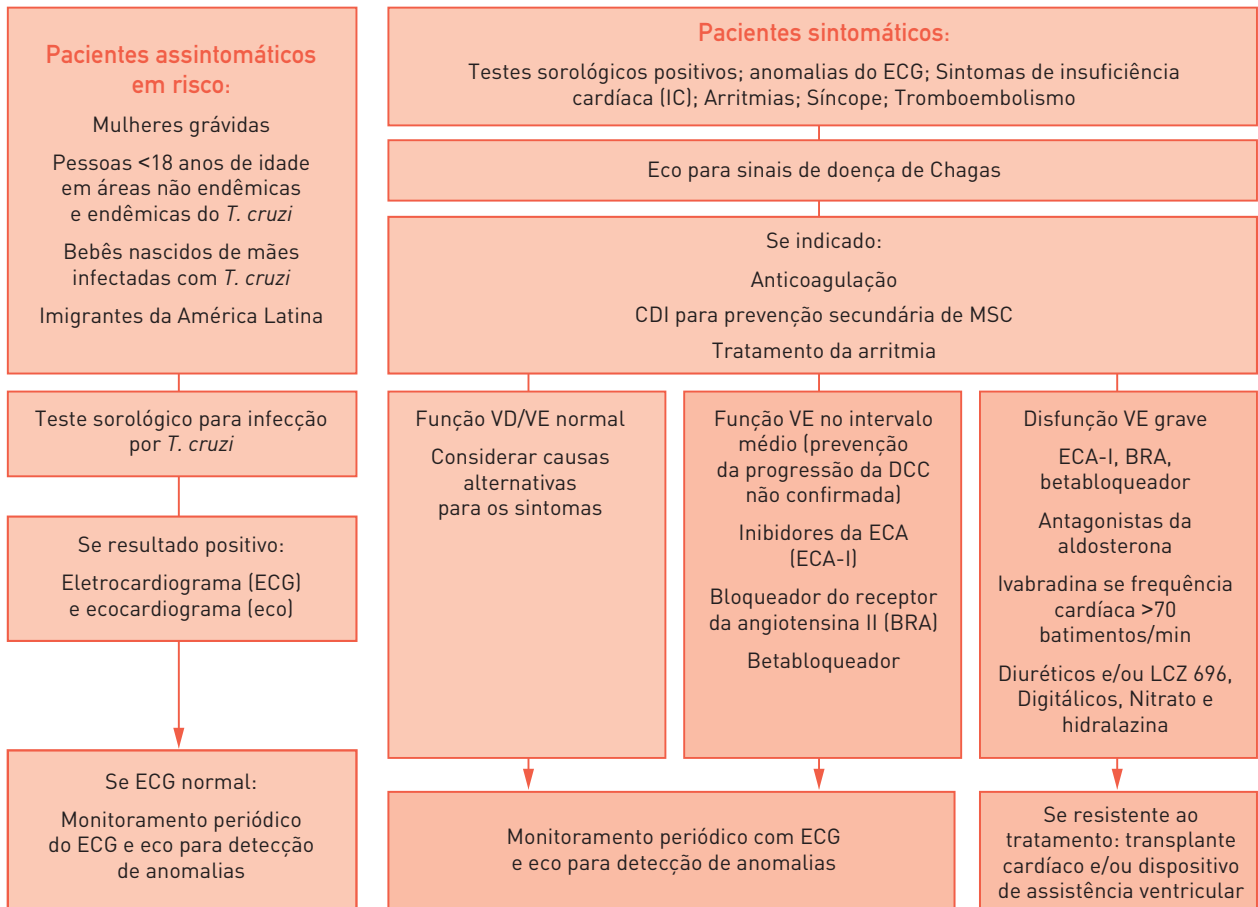 Pacientes assintomáticos
em risco:
Mulheres grávidas
Pessoas <18 anos de idade
em áreas não endêmicas
e endêmicas do T. cruzi
Bebês nascidos de mães
infectadas com T. cruzi
Imigrantes da América Latina
Teste sorológico para infecção
por T. cruzi
Se resultado positivo:
Eletrocardiograma (ECG)
e ecocardiograma (eco)
Se ECG normal:
Monitoramento periódico
do ECG e eco para detecção
de anomalias
Pacientes sintomáticos:
Testes sorológicos positivos; anomalias do ECG; Sintomas de insuficiência
cardíaca (IC); Arritmias; Síncope; Tromboembolismo
Eco para sinais de doença de Chagas
Se indicado:
Anticoagulação
CDI para prevenção secundária de MSC
Tratamento da arritmia
Função VD/VE normal
Considerar causas
alternativas
para os sintomas
Função VE no intervalo
médio (prevenção
da progressão da DCC
não confirmada)
Inibidores da ECA
(ECA-I)
Bloqueador do receptor
da angiotensina II (BRA)
Betabloqueador
Monitoramento periódico com ECG
e eco para detecção de anomalias
Disfunção VE grave
ECA-I, BRA,
betabloqueador
Antagonistas da
aldosterona
Ivabradina se frequência
cardíaca >70
batimentos/min
Diuréticos e/ou LCZ 696,
Digitálicos, Nitrato e
hidralazina
Se resistente ao
tratamento: transplante
cardíaco e/ou dispositivo
de assistência ventricular